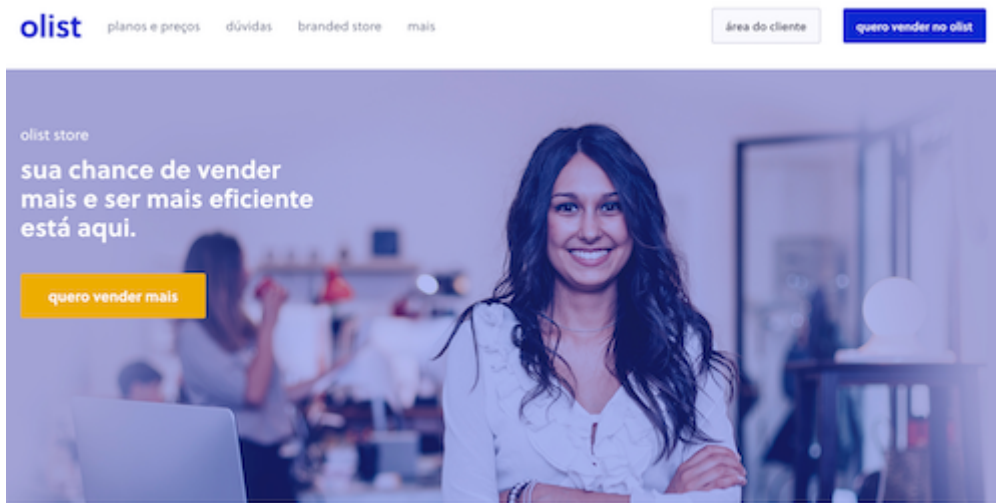 olist
planos e preços
dúvidas
branded store
mais
área do cliente
quero vender no olist
olist store
sua chance de vender
mais e ser mais eficiente
está aqui.
quero vender mais